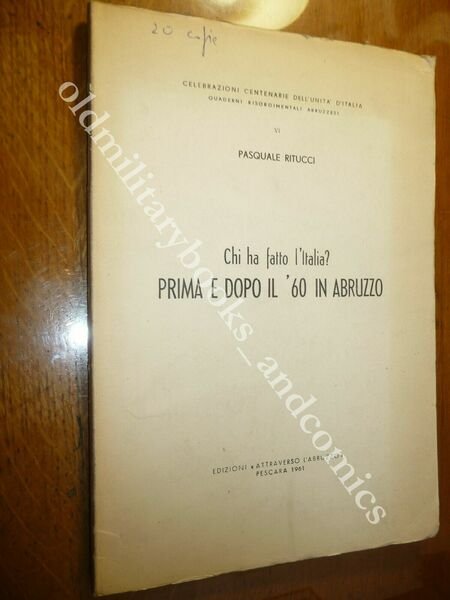 20 copie
CELEBRAZIONI CENTENARIE DELL'UNITA' D'ITALIA
QUADERNI RISORGIMENTALI ABRUZZESI
VI
PASQUALE RITUCCI
Chi ha fatto l'Italia?
PRIMA E DOPO IL '60 IN ABRUZZO
EDIZIONI «ATTRAVERSO L'ABRUZZO»
PESCARA 1961
oldmilitarybooks_andcomics